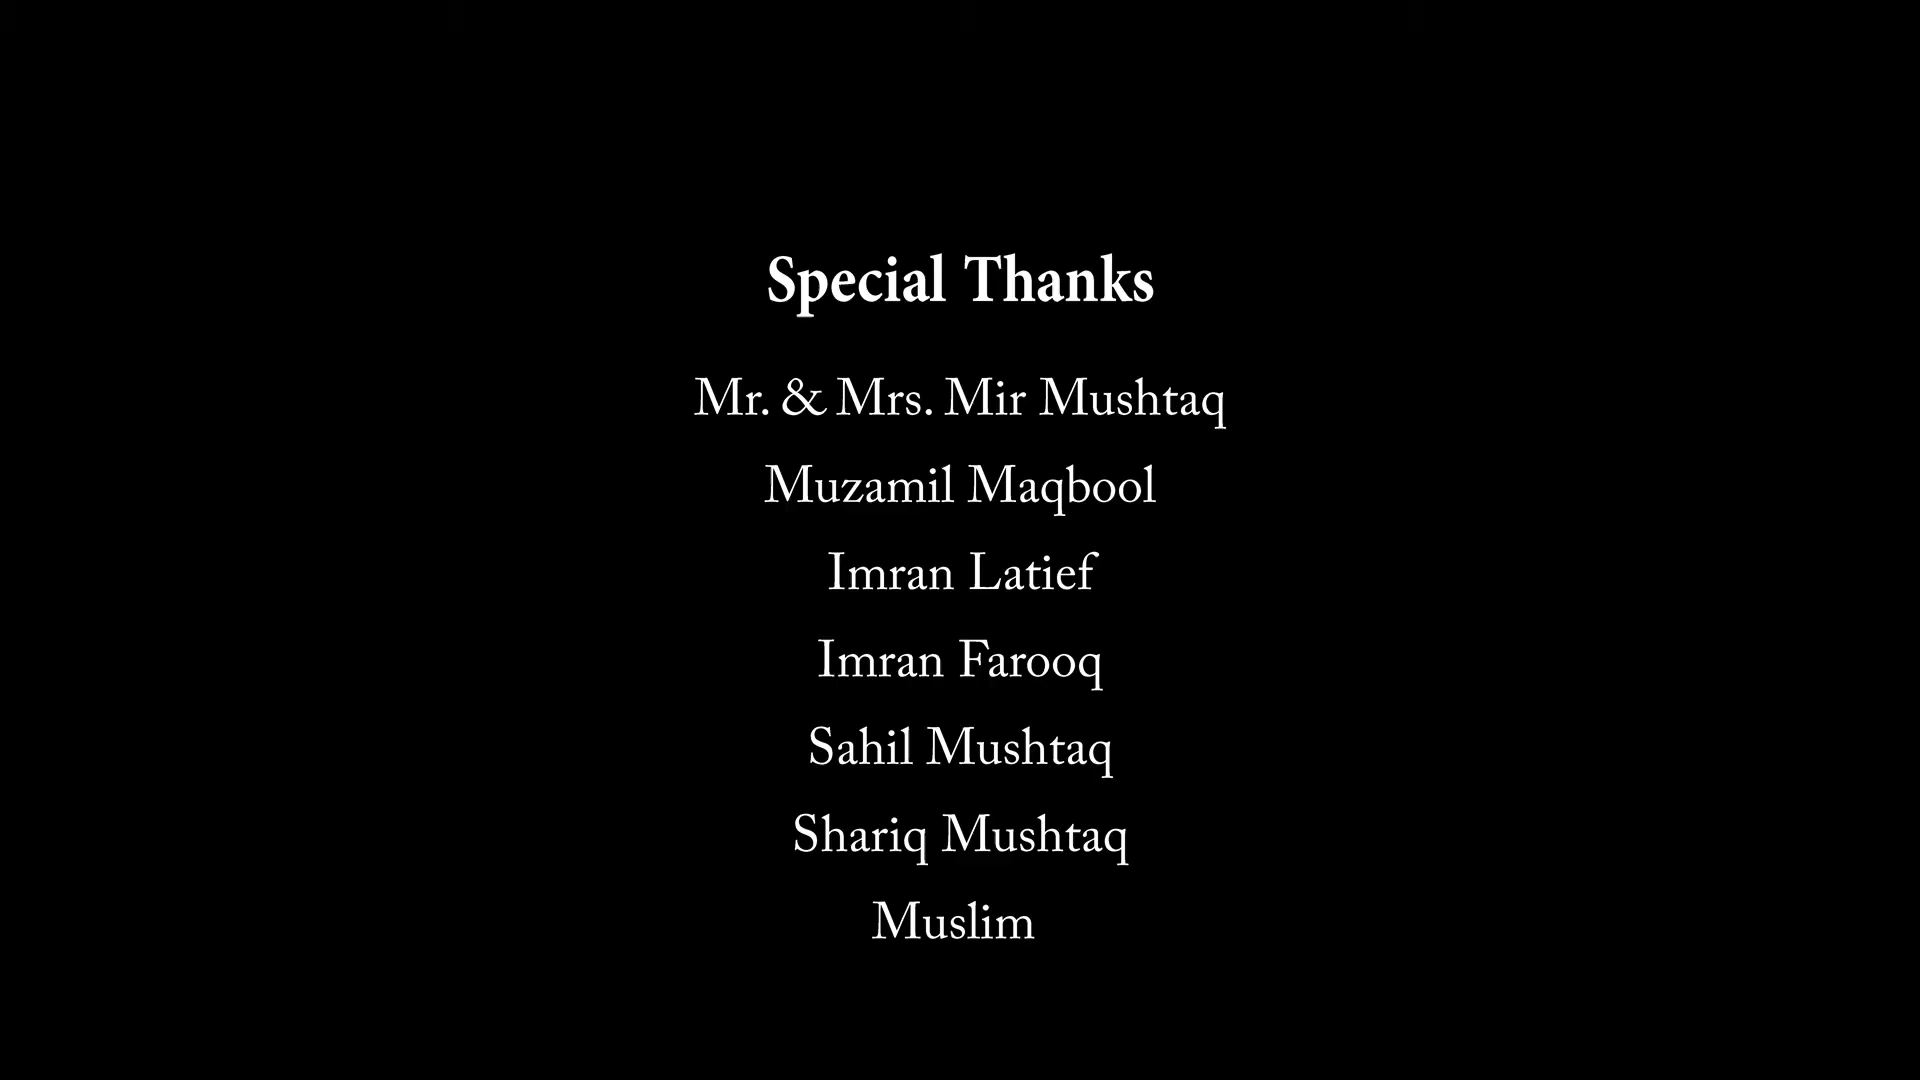 Special Thanks
Mr. & Mrs. Mir Mushtaq
Muzamil Maqbool
Imran Latief
Imran Farooq
Sahil Mushtaq
Shariq Mushtaq
Muslim